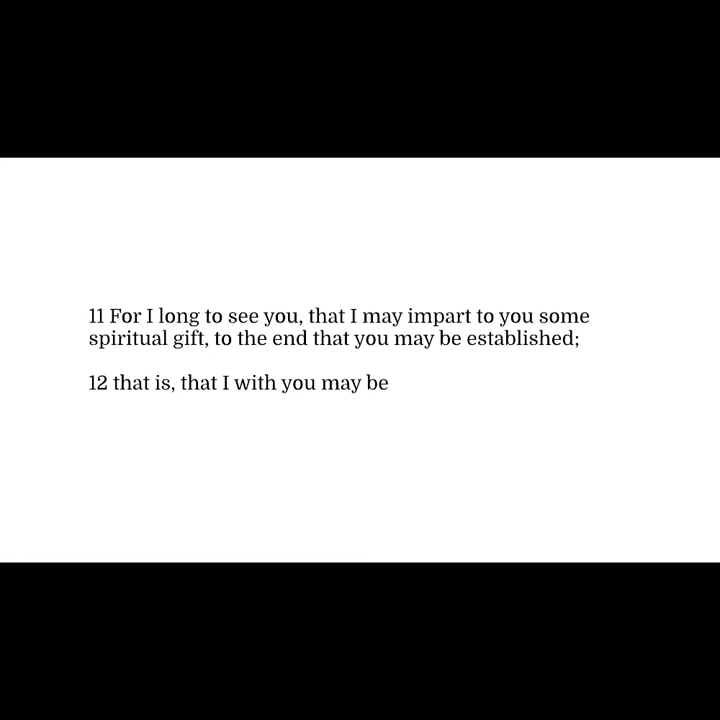 11 For I long to see you, that I may impart to you some
spiritual gift, to the end that you may be established;
12 that is, that I with you may be